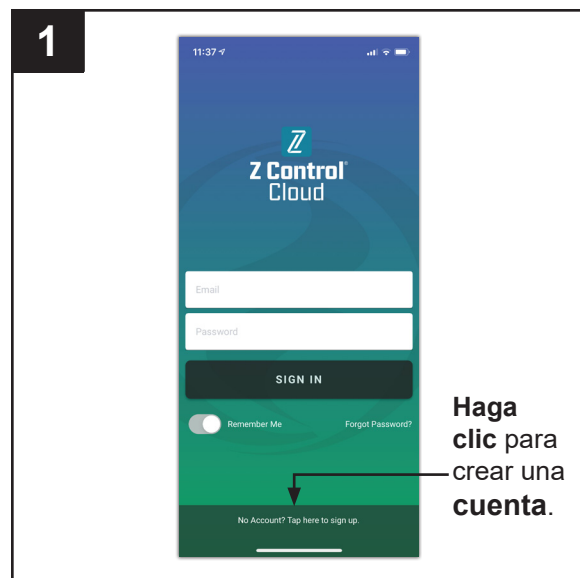 1
11:37
Z
Z Control®
Cloud
Email
Password
SIGN IN
Remember Me
Forgot Password?
Haga
clic para
crear una
cuenta.
No Account? Tap here to sign up.